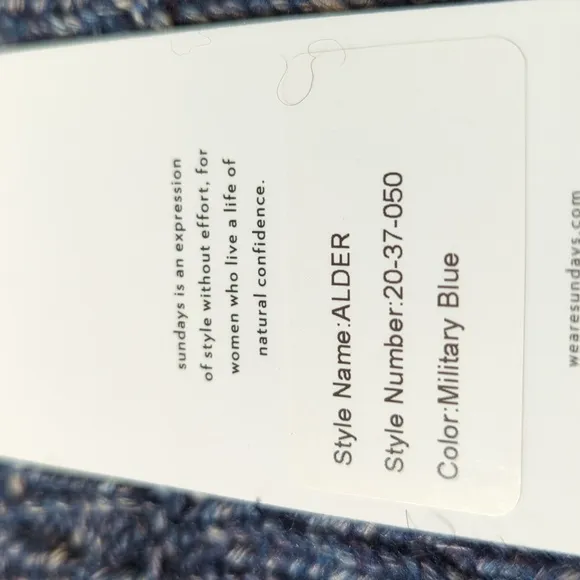 sundays is an expression
of style without effort, for
women who live a life of
natural confidence.
Style Name:ALDER
Style Number:20-37-050
Color:Military Blue
wearesundays.com